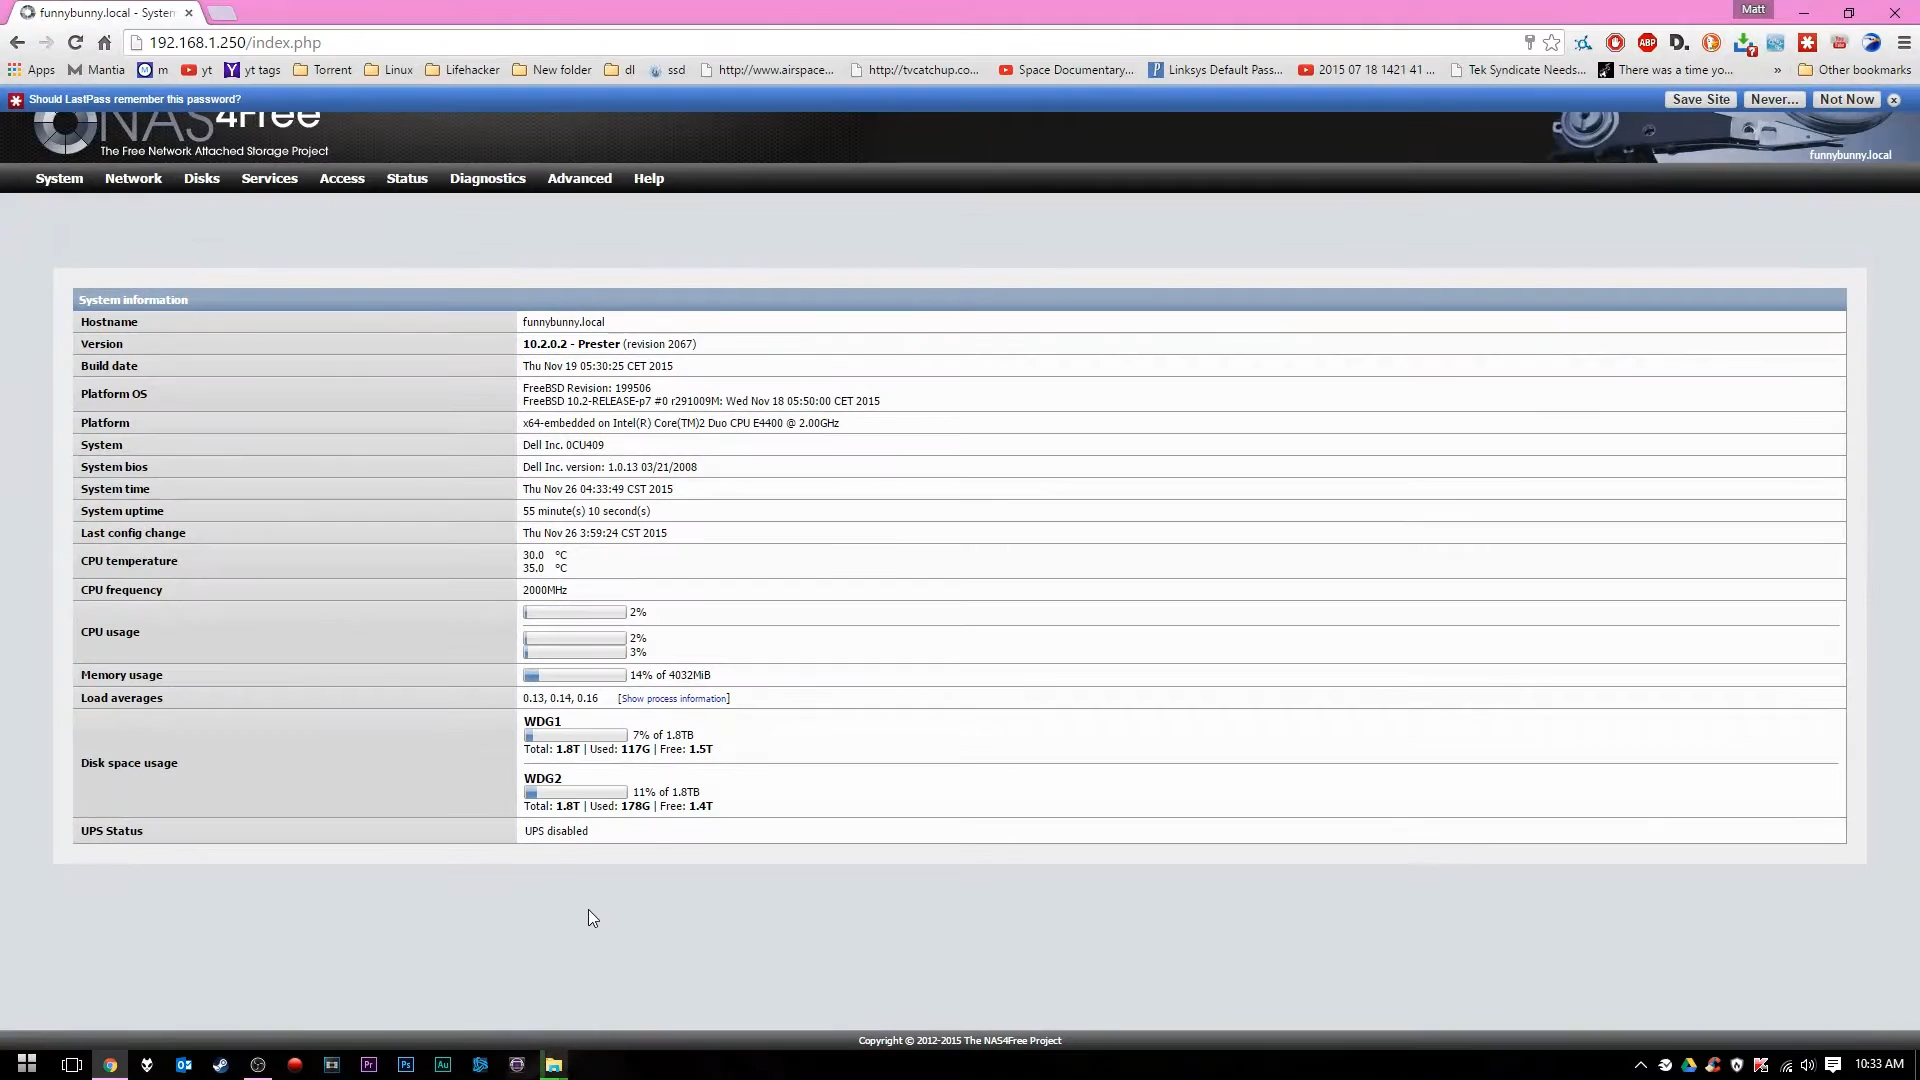 funnybunny.local - System
Matt
192.168.1.250/index.php
Apps
Mantia
m
yt
yt tags
Torrent
Linux
Lifehacker
New folder
dl
ssd
http://www.airspace...
http://tvcatchup.co...
Space Documentary...
Linksys Default Pass...
2015 07 18 1421 41 ...
Tek Syndicate Needs...
There was a time yo...
»
Other bookmarks
Should LastPass remember this password?
Save Site
Never...
Not Now
NAS4Free
The Free Network Attached Storage Project
funnybunny.local
System
Network
Disks
Services
Access
Status
Diagnostics
Advanced
Help
System information
Hostname
funnybunny.local
Version
10.2.0.2 - Prester (revision 2067)
Build date
Thu Nov 19 05:30:25 CET 2015
Platform OS
FreeBSD Revision: 199506
FreeBSD 10.2-RELEASE-p7 #0 r291009M: Wed Nov 18 05:50:00 CET 2015
Platform
x64-embedded on Intel(R) Core(TM)2 Duo CPU E4400 @ 2.00GHz
System
Dell Inc. 0CU409
System bios
Dell Inc. version: 1.0.13 03/21/2008
System time
Thu Nov 26 04:33:49 CST 2015
System uptime
55 minute(s) 10 second(s)
Last config change
Thu Nov 26 3:59:24 CST 2015
CPU temperature
30.0 °C
35.0 °C
CPU frequency
2000MHz
CPU usage
2%
2%
3%
Memory usage
14% of 4032MiB
Load averages
0.13, 0.14, 0.16 [Show process information]
Disk space usage
WDG1
7% of 1.8TB
Total: 1.8T | Used: 117G | Free: 1.5T
WDG2
11% of 1.8TB
Total: 1.8T | Used: 178G | Free: 1.4T
UPS Status
UPS disabled
Copyright © 2012-2015 The NAS4Free Project
10:33 AM